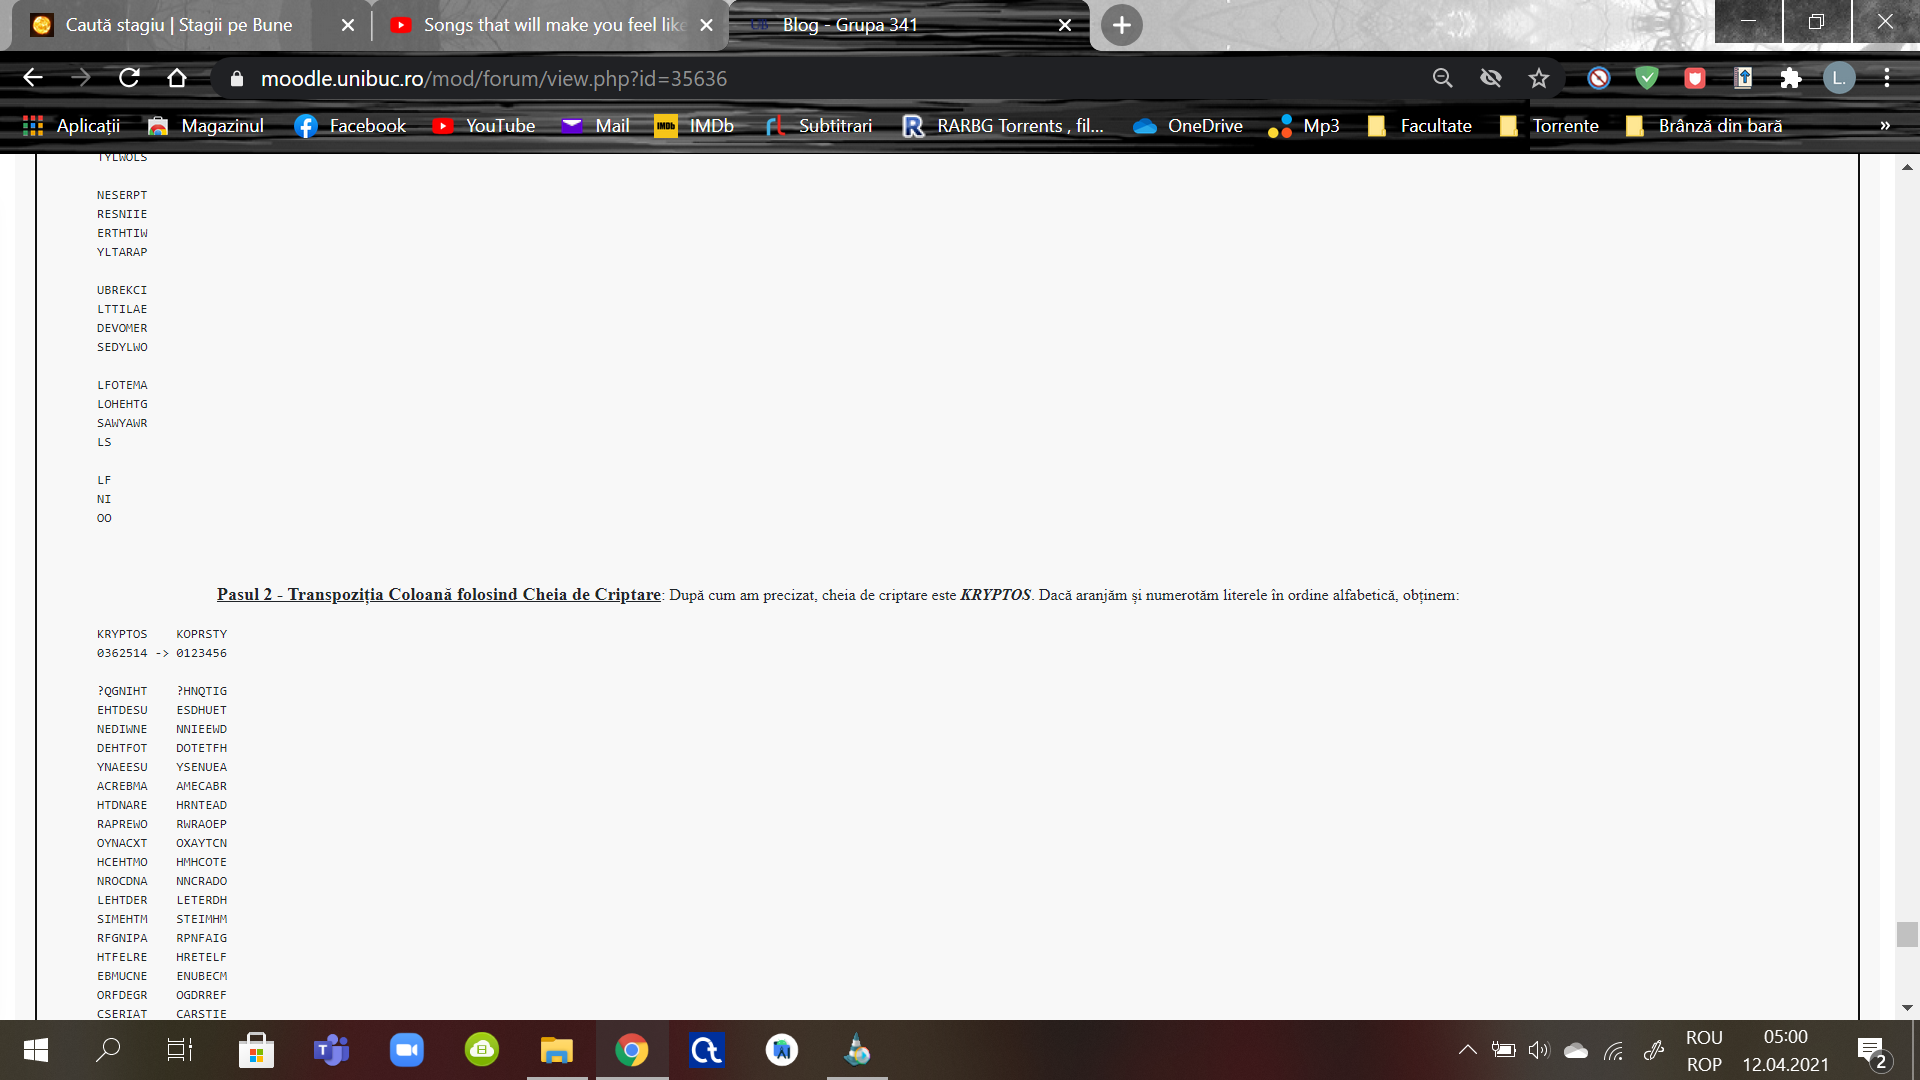 Caută stagiu | Stagii pe Bune
Songs that will make you feel like
Blog - Grupa 341
moodle.unibuc.ro/mod/forum/view.php?id=35636
L.
Aplicații
Magazinul
Facebook
YouTube
Mail
IMDb
IMDb
Subtitrari
RARBG Torrents , fil...
OneDrive
Mp3
Facultate
Torrente
Brânză din bară
»
TYLWOLS
NESERPT
RESNIIE
ERTHTIW
YLTARAP
UBREKCI
LTTILAE
DEVOMER
SEDYLWO
LFOTEMA
LOHEHTG
SAWYAWR
LS
LF
NI
OO
Pasul 2 - Transpoziția Coloană folosind Cheia de Criptare: După cum am precizat, cheia de criptare este KRYPTOS. Dacă aranjăm și numerotăm literele în ordine alfabetică, obținem:
KRYPTOS KOPRSTY
0362514 -> 0123456
?QGNIHT ?HNQTIG
EHTDESU ESDHUET
NEDIWNE NNIEEWD
DEHTFOT DOTETFH
YNAEESU YSENUEA
ACREBMA AMECABR
HTDNARE HRNTEAD
RAPREWO RWRAOEP
OYNACXT OXAYTCN
HCEHTMO HMHCOTE
NROCDNA NNCRADO
LEHTDER LETERDH
SIMEHTM STEIMHM
RFGNIPA RPNFAIG
HTFELRE HRETELF
EBMUCNE ENUBECM
ORFDEGR OGDRREF
CSERIAT CARSTIE
ROU 05:00
ROP 12.04.2021
2